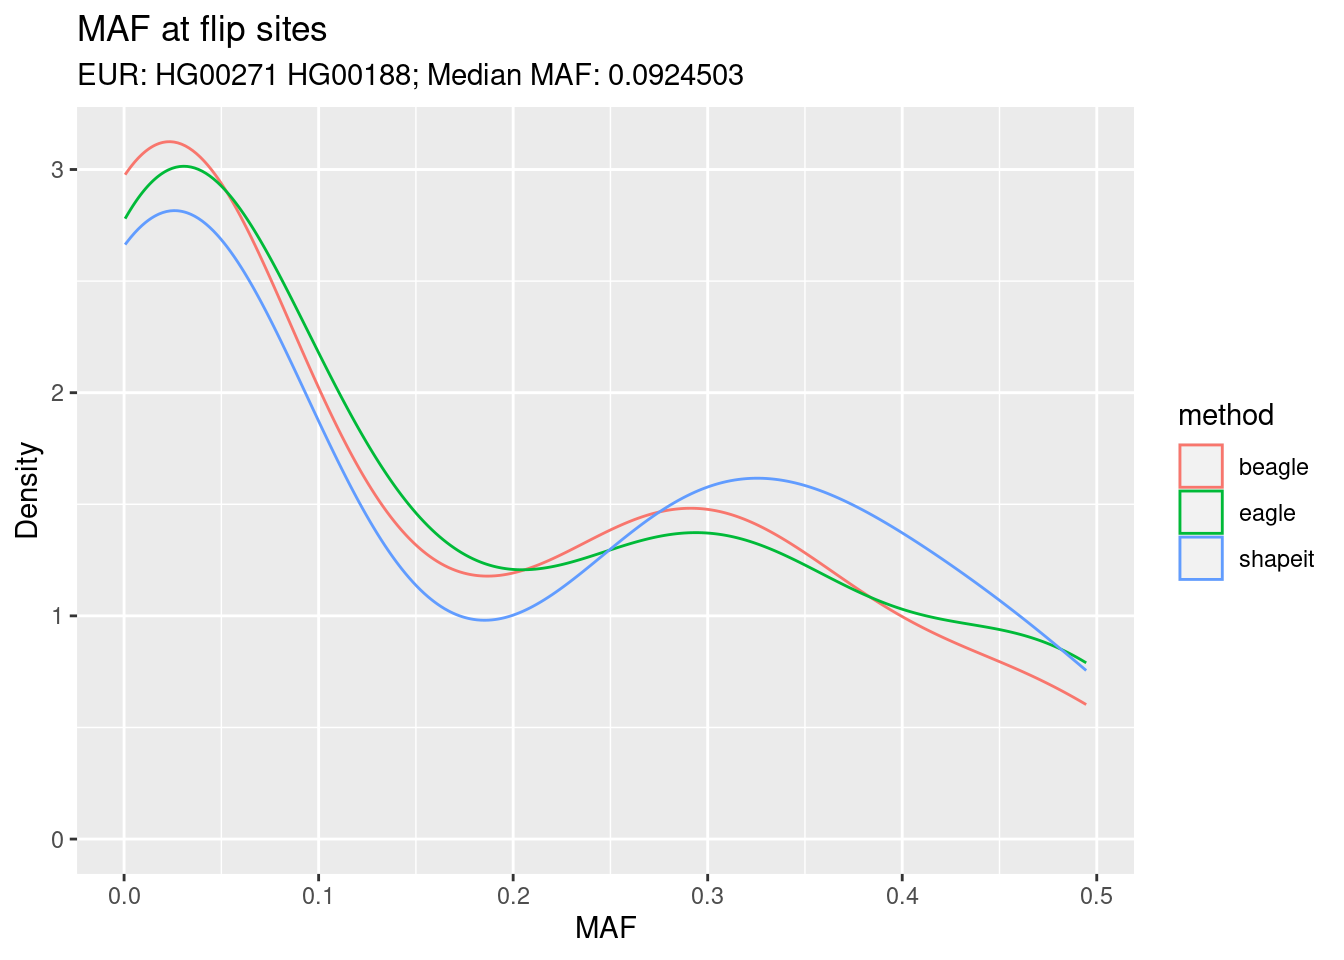 MAF at flip sites
EUR: HG00271 HG00188; Median MAF: 0.0924503
3
2
1
0
Density
0.0 0.1 0.2 0.3 0.4 0.5
MAF
method
beagle
eagle
shapeit